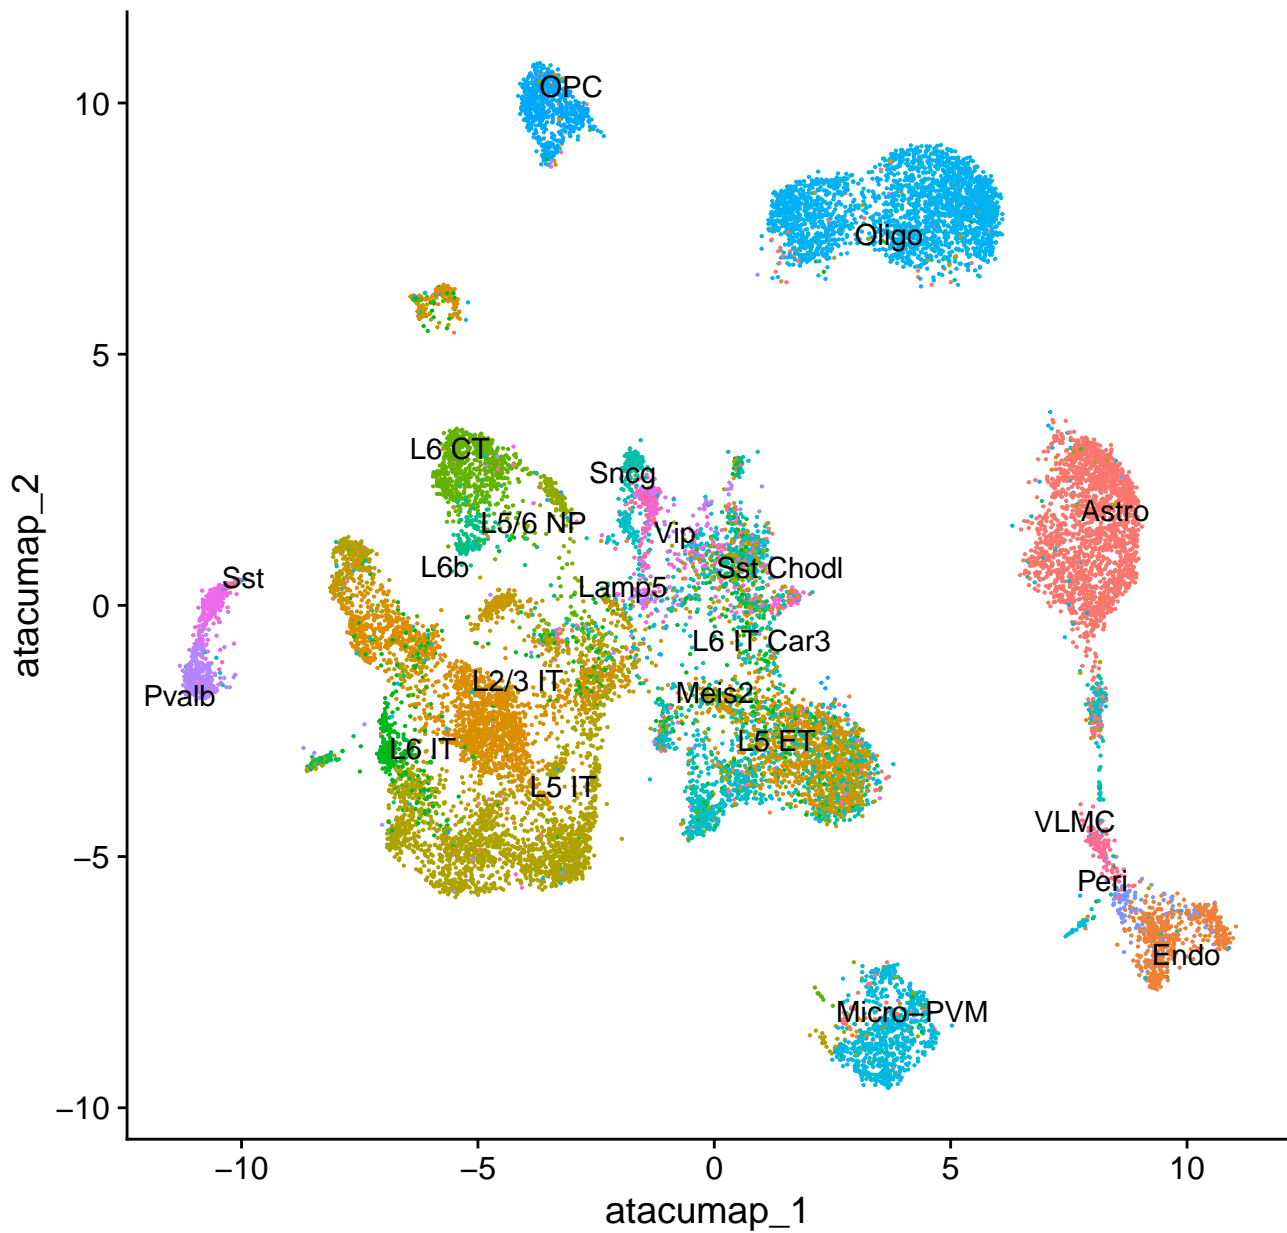 OPC
10
Oligo
5
L6 CT
Sncg
L5/6 NP
Astro
Vip
L6b
Sst Chodl
Sst
Lamp5
0
L6 IT Car3
L2/3 IT
Meis2
Pvalb
L5 ET
L6 IT
L5 IT
VLMC
−5
Peri
Endo
Micro−PVM
−10
−10 −5 0 5 10
atacumap_1
atacumap_2